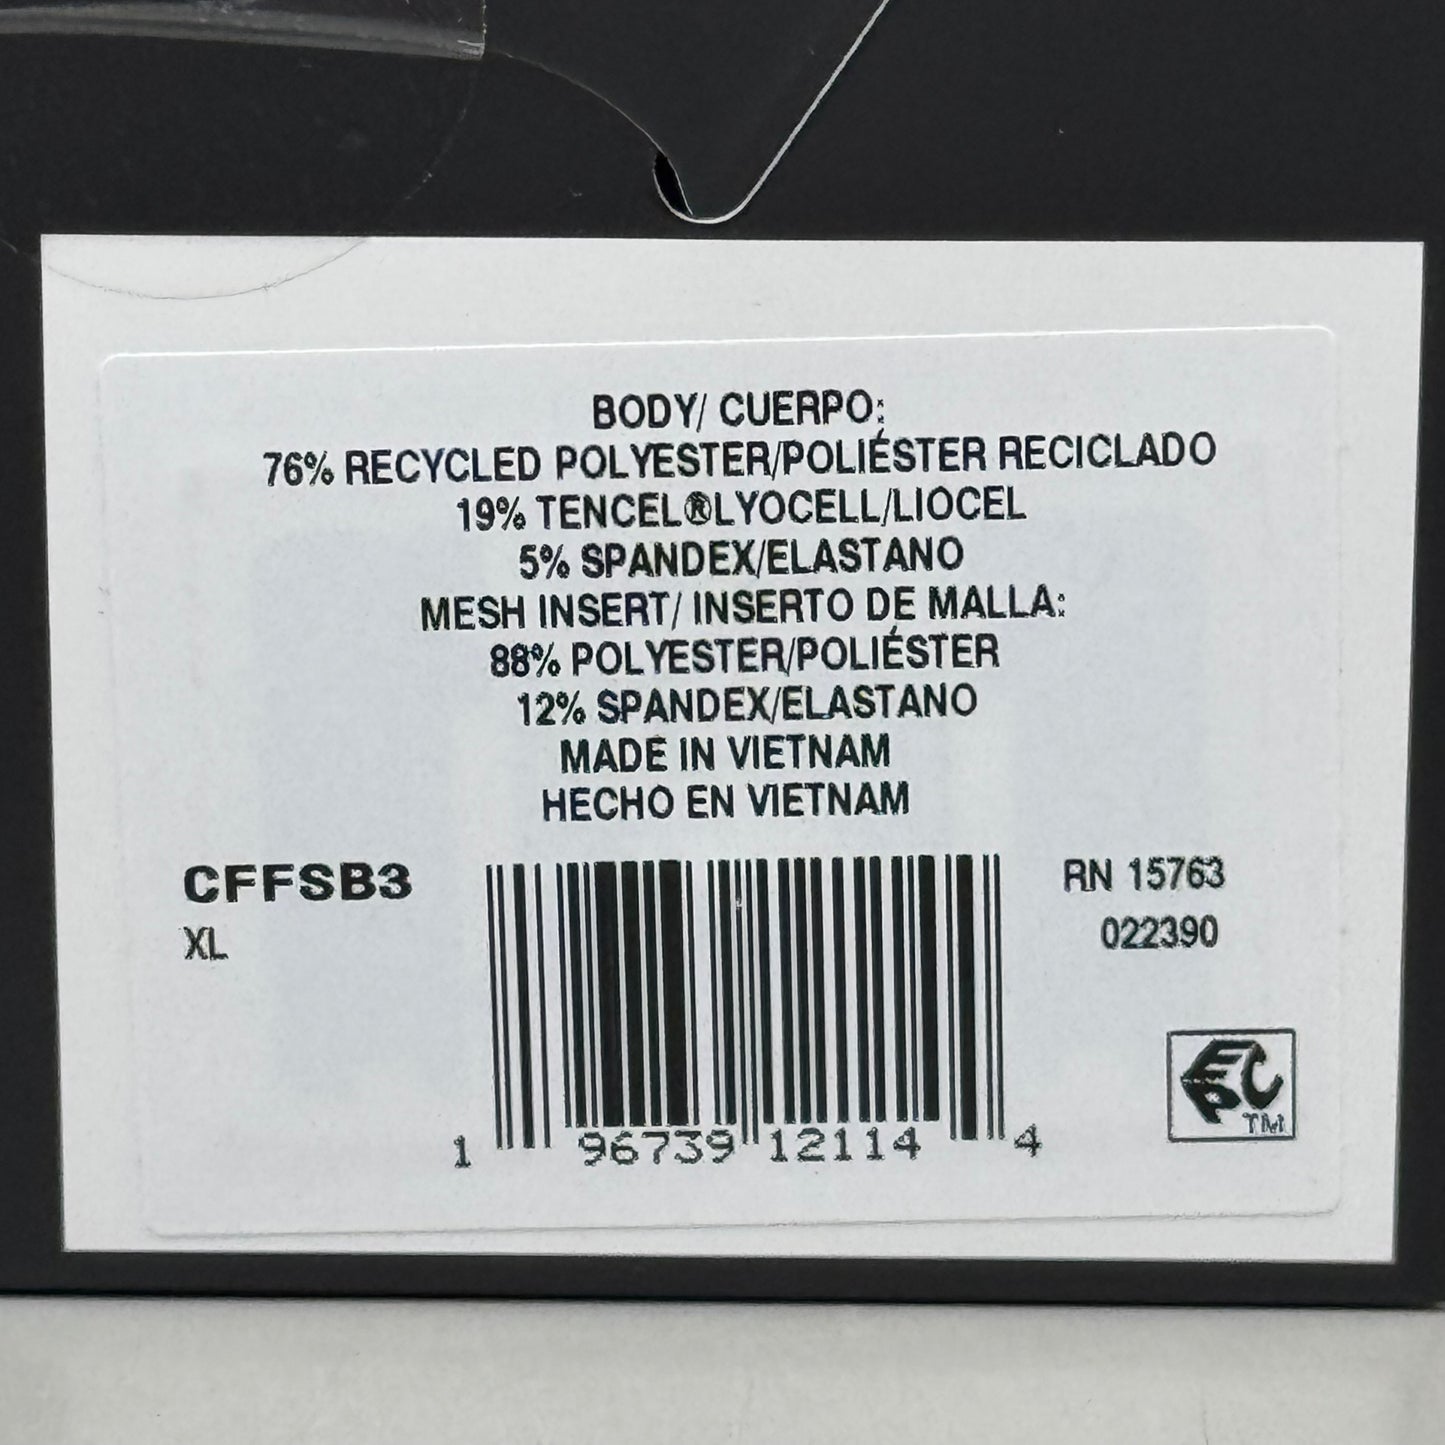 BODY/ CUERPO:
76% RECYCLED POLYESTER/POLIÉSTER RECICLADO
19% TENCEL®LYOCELL/LIOCEL
5% SPANDEX/ELASTANO
MESH INSERT/ INSERTO DE MALLA:
88% POLYESTER/POLIÉSTER
12% SPANDEX/ELASTANO
MADE IN VIETNAM
HECHO EN VIETNAM
CFFSB3
XL
RN 15763
022390
1 96739 12114 4
EPC
TM